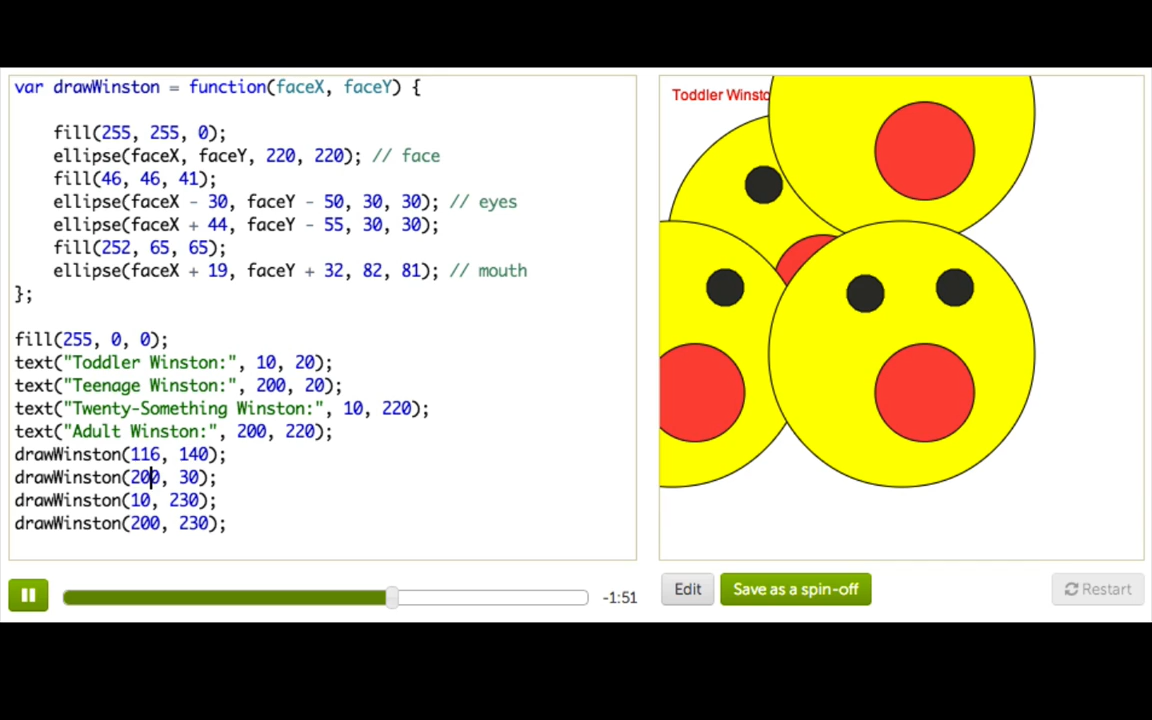 var drawWinston = function(faceX, faceY) {
fill(255, 255, 0);
ellipse(faceX, faceY, 220, 220); // face
fill(46, 46, 41);
ellipse(faceX - 30, faceY - 50, 30, 30); // eyes
ellipse(faceX + 44, faceY - 55, 30, 30);
fill(252, 65, 65);
ellipse(faceX + 19, faceY + 32, 82, 81); // mouth
};
fill(255, 0, 0);
text("Toddler Winston:", 10, 20);
text("Teenage Winston:", 200, 20);
text("Twenty-Something Winston:", 10, 220);
text("Adult Winston:", 200, 220);
drawWinston(116, 140);
drawWinston(200, 30);
drawWinston(10, 230);
drawWinston(200, 230);
-1:51
Toddler Winsto
Edit
Save as a spin-off
Restart